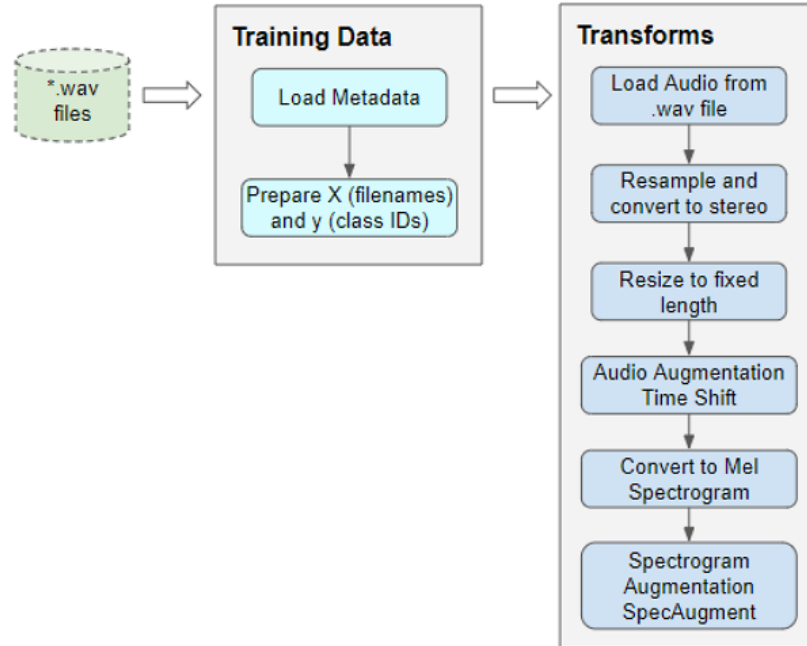 *.wav
files
Training Data
Load Metadata
Prepare X (filenames)
and y (class IDs)
Transforms
Load Audio from
.wav file
Resample and
convert to stereo
Resize to fixed
length
Audio Augmentation
Time Shift
Convert to Mel
Spectrogram
Spectrogram
Augmentation
SpecAugment